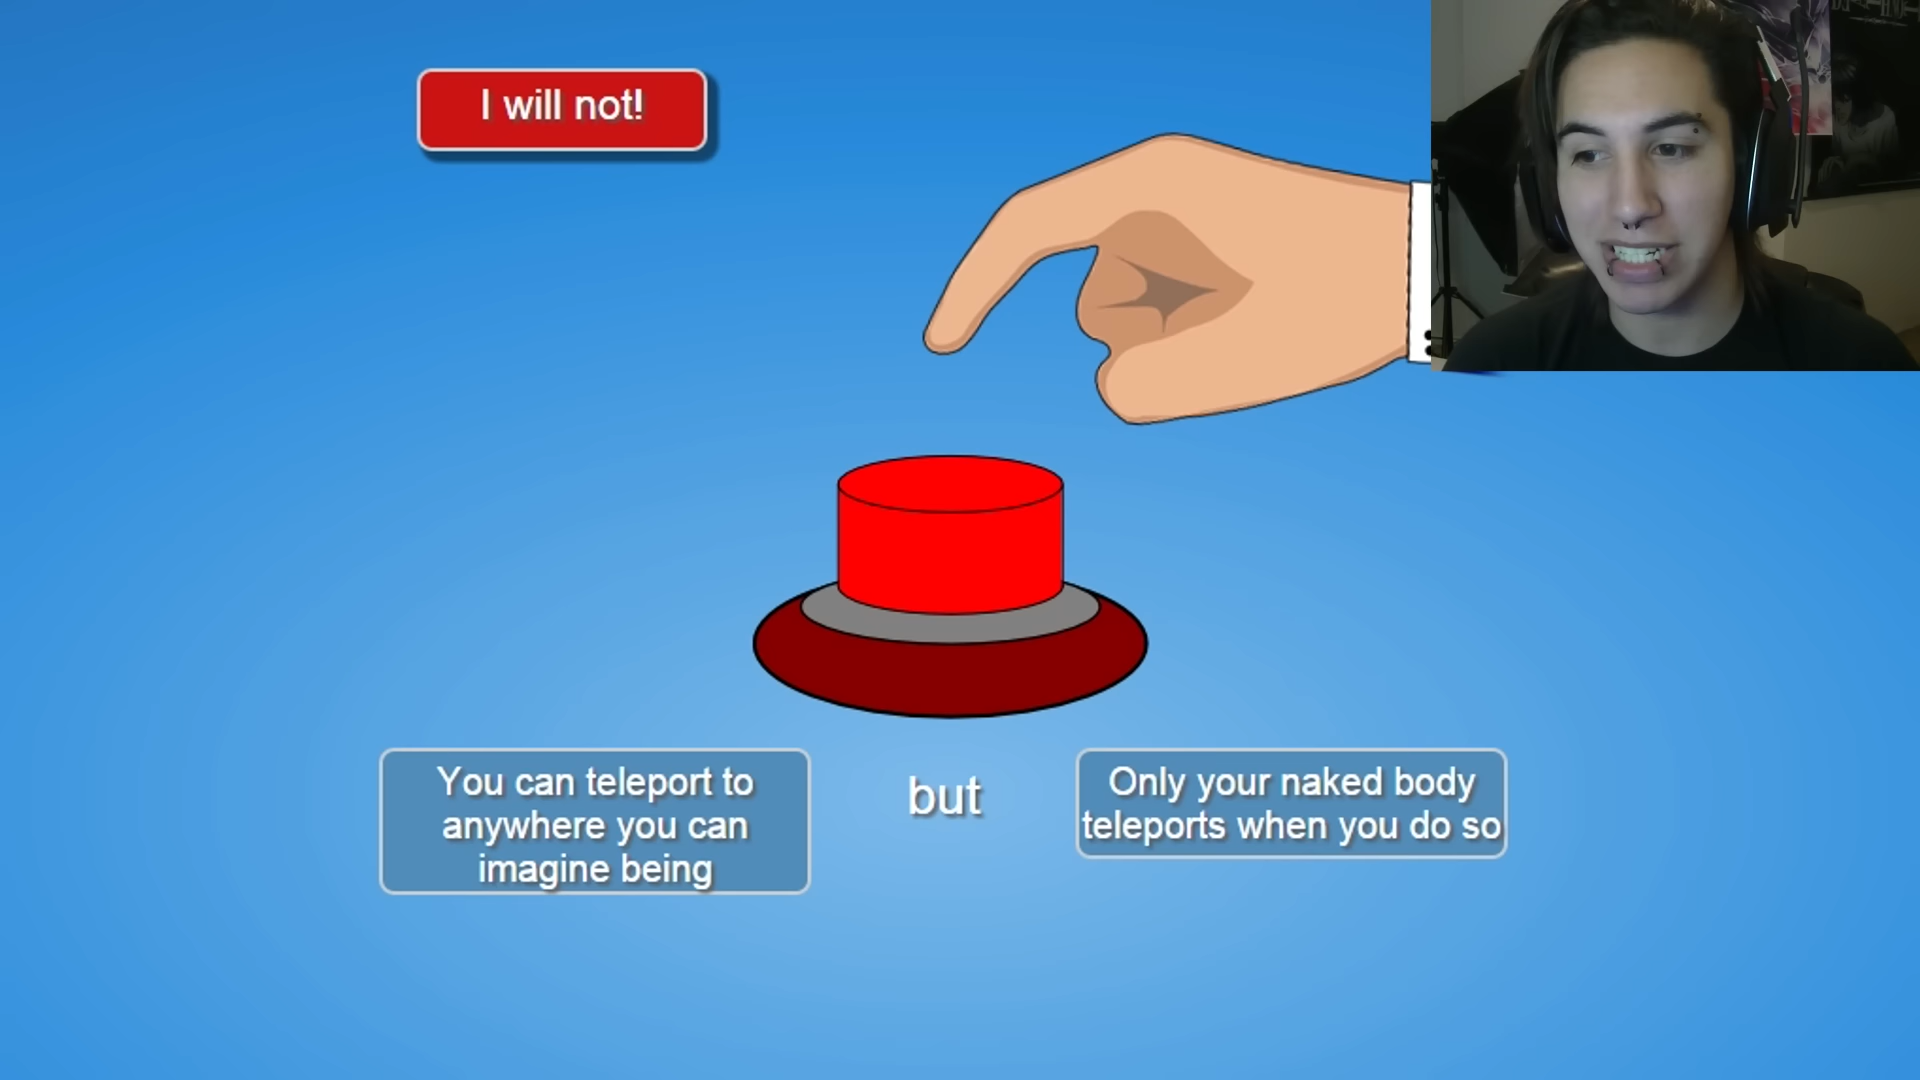 I will not!
You can teleport to
anywhere you can
imagine being
but
Only your naked body
teleports when you do so